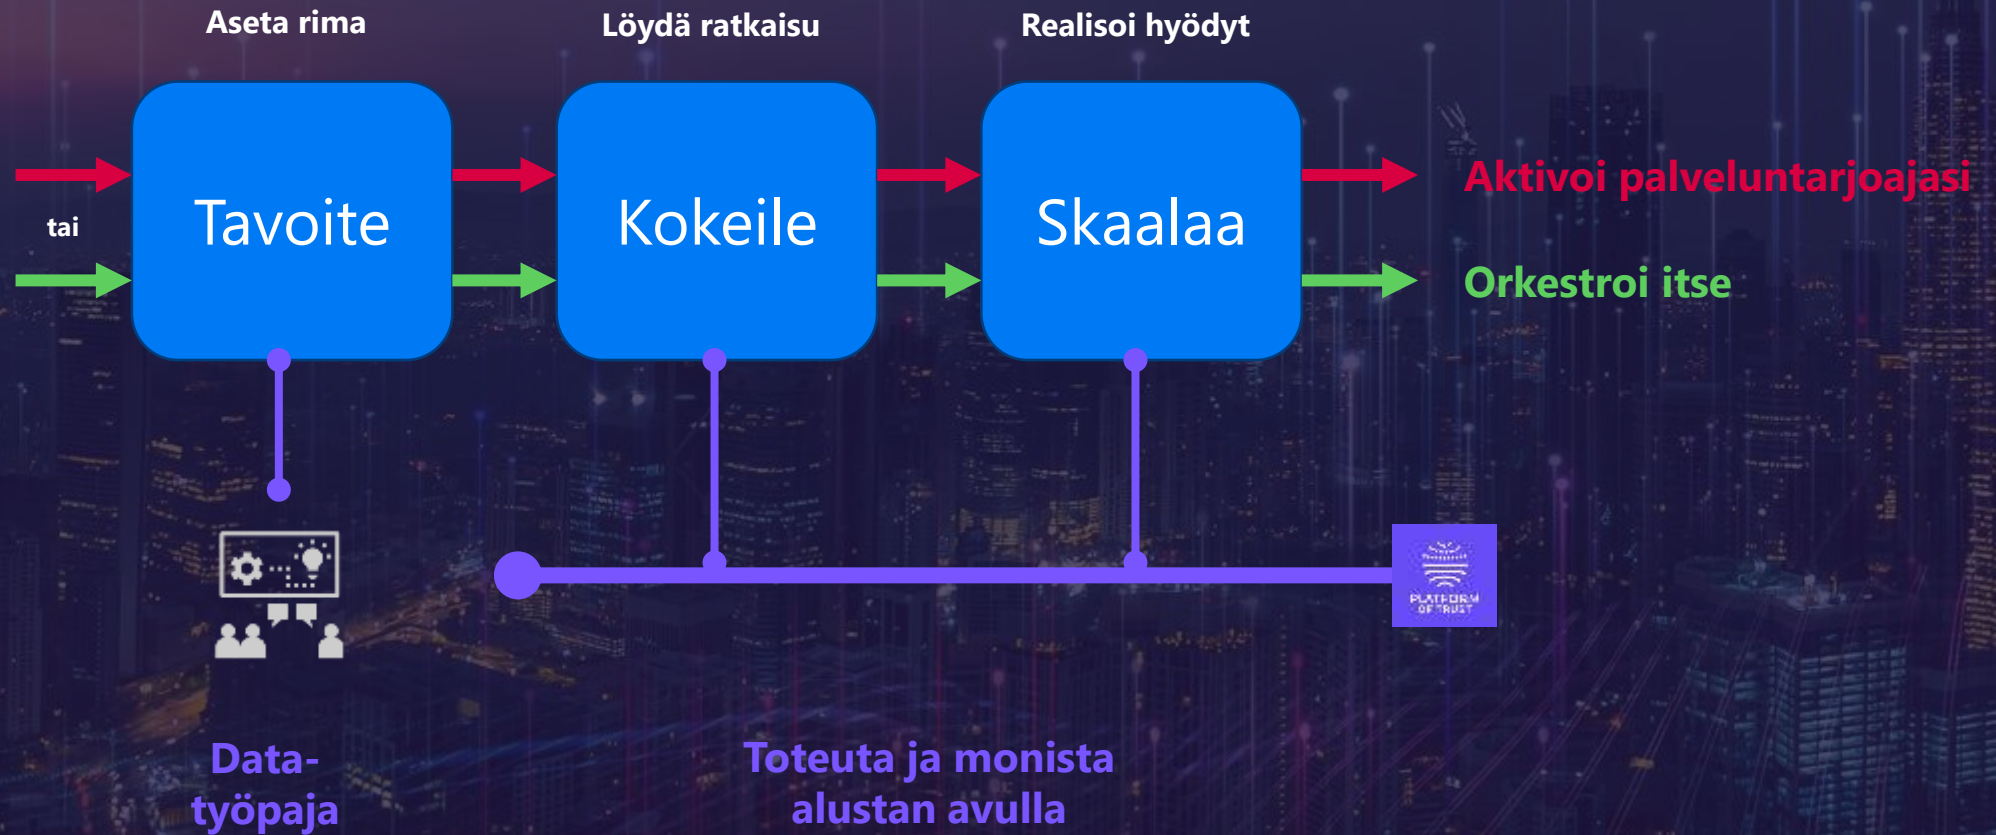 Aseta rima
Löydä ratkaisu
Realisoi hyödyt
Tavoite
Kokeile
Skaalaa
tai
Aktivoi palveluntarjoajasi
Orkestroi itse
PLATFORM
OF TRUST
Data-
työpaja
Toteuta ja monista
alustan avulla